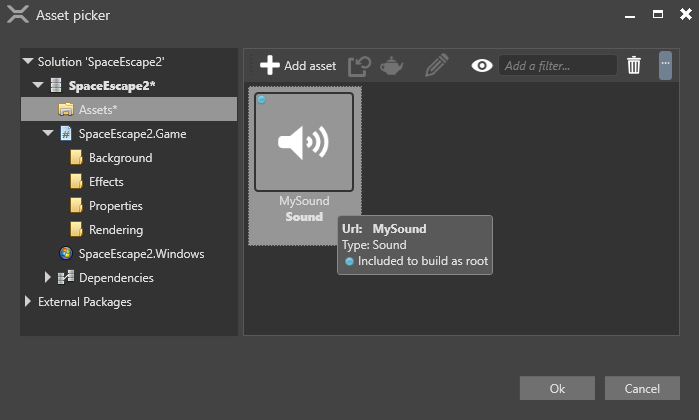 Asset picker
Solution 'SpaceEscape2'
SpaceEscape2*
Assets*
SpaceEscape2.Game
Background
Effects
Properties
Rendering
SpaceEscape2.Windows
Dependencies
External Packages
Add asset
Add a filter...
MySound
Sound
Url: MySound
Type: Sound
Included to build as root
Ok
Cancel